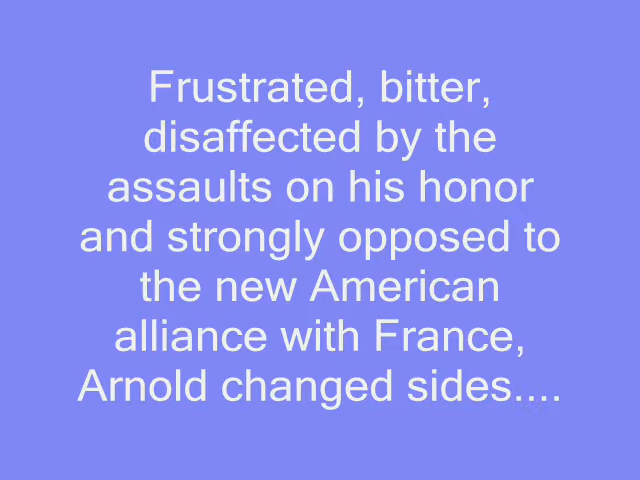 Frustrated, bitter,
disaffected by the
assaults on his honor
and strongly opposed to
the new American
alliance with France,
Arnold changed sides....